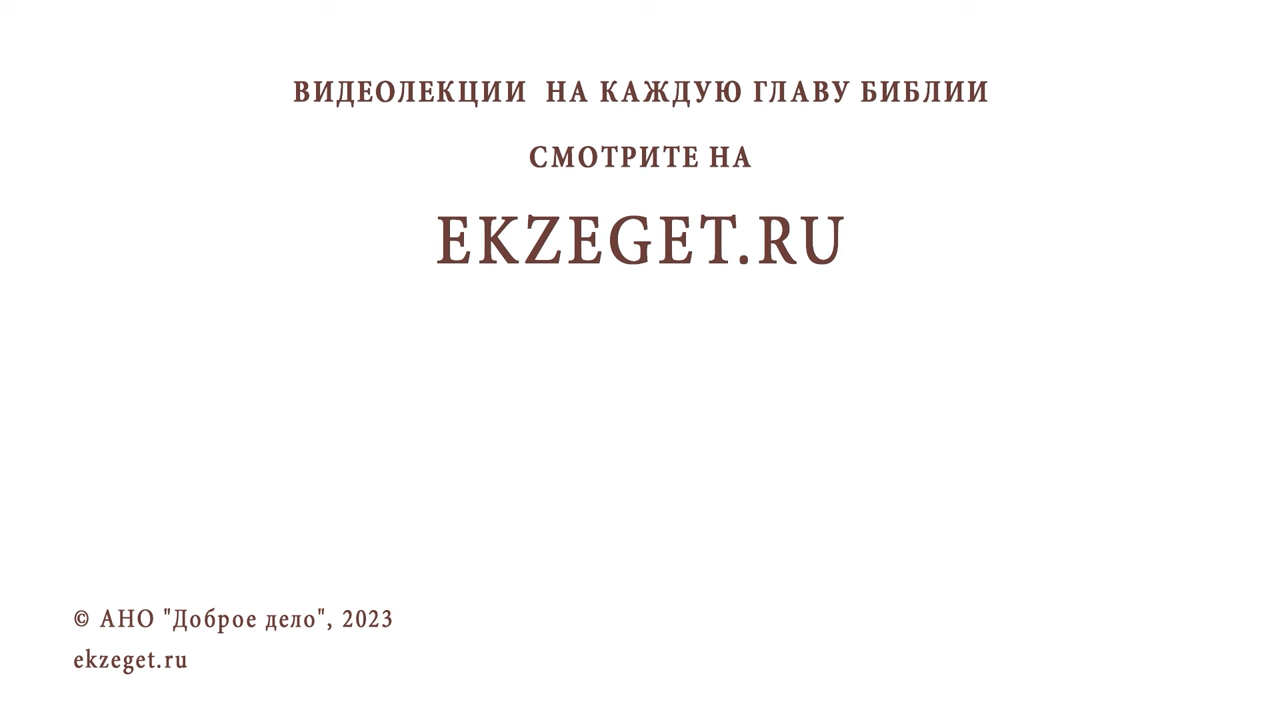 ВИДЕОЛЕКЦИИ НА КАЖДУЮ ГЛАВУ БИБЛИИ
СМОТРИТЕ НА
EKZEGET.RU
© АНО "Доброе дело", 2023
ekzeget.ru